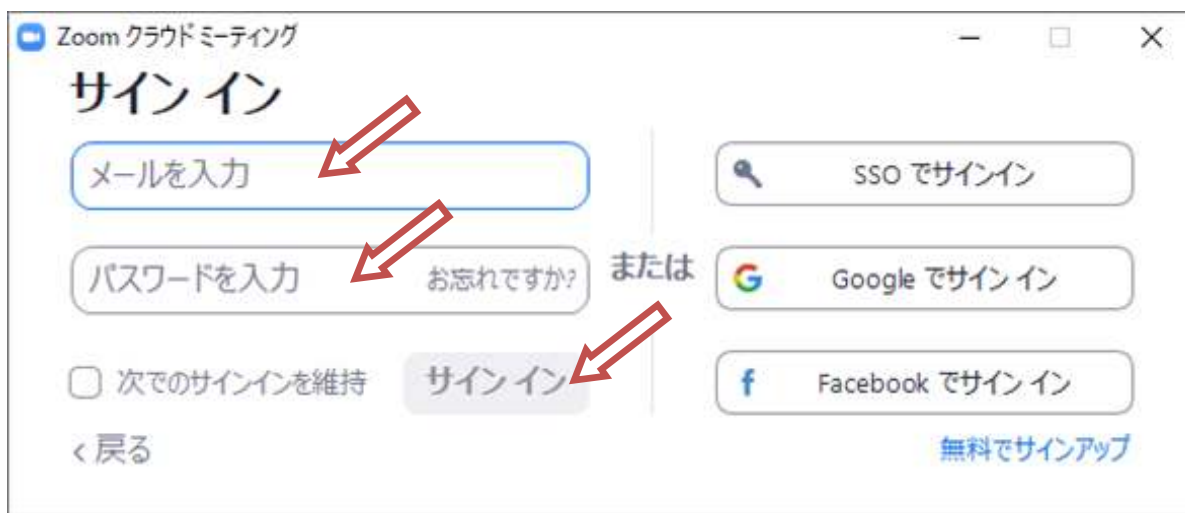 Zoom クラウド ミーティング
サイン イン
メールを入力
パスワードを入力 お忘れですか?
次でのサインインを維持 サイン イン
< 戻る
または
SSO でサインイン
Google でサイン イン
Facebook でサイン イン
無料でサインアップ